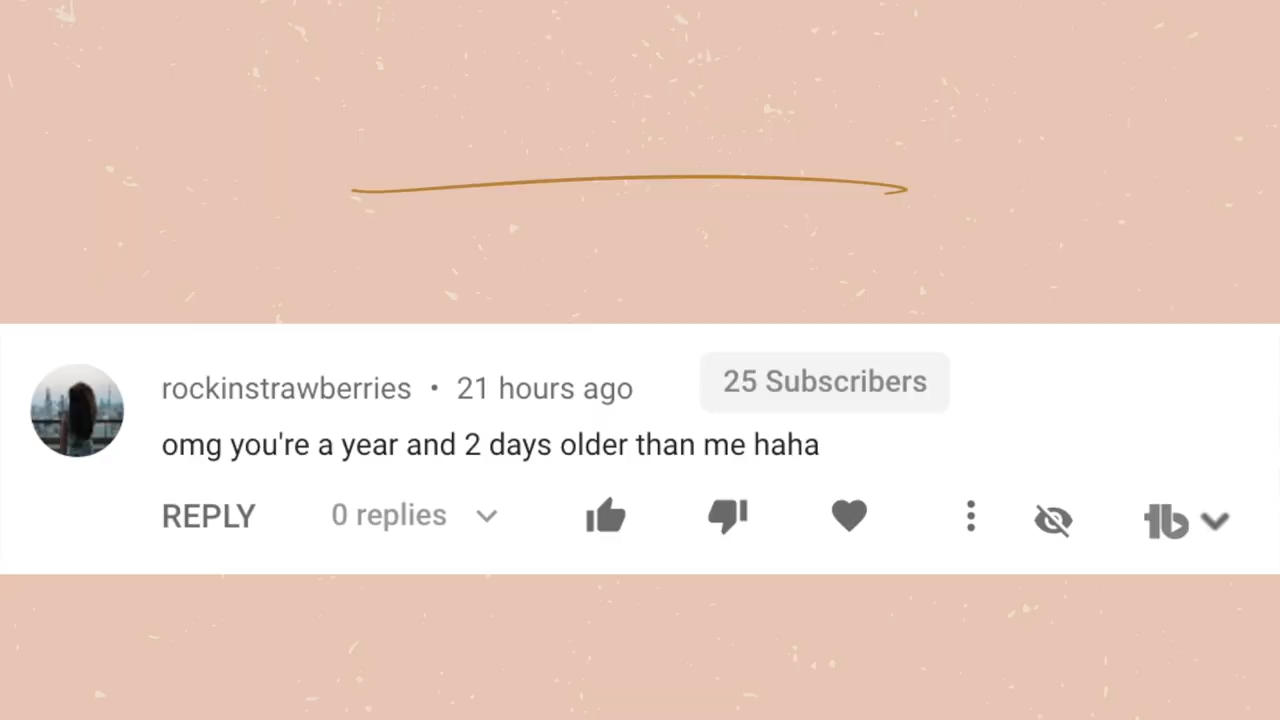 rockinstrawberries • 21 hours ago 25 Subscribers
omg you're a year and 2 days older than me haha
REPLY 0 replies tb